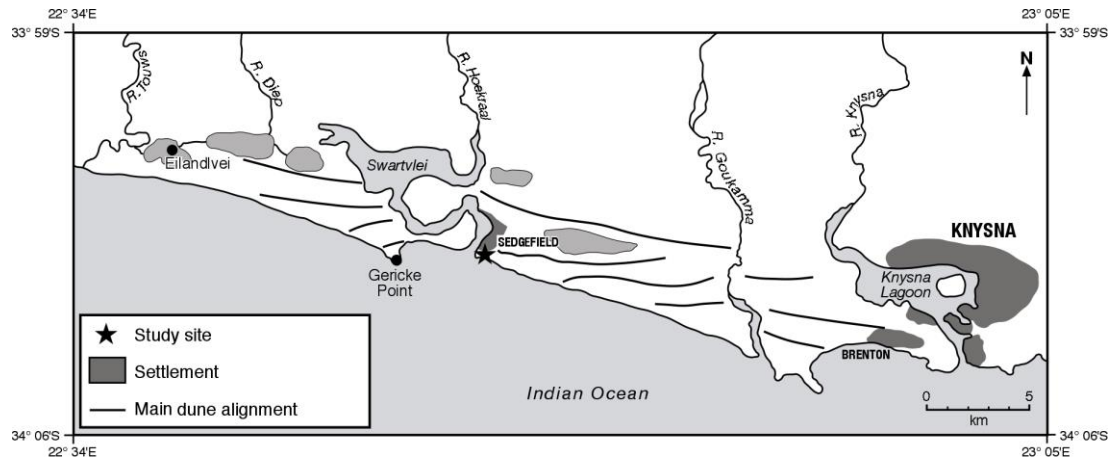 22° 34'E
23° 05'E
33° 59'S
33° 59'S
R. Touws
R. Diep
R. Hoekraal
R. Goukamma
R. Knysna
N
Eilandvlei
Swartvlei
SEDGEFIELD
KNYSNA
Knysna
Lagoon
Gericke
Point
BRENTON
Study site
Settlement
Main dune alignment
Indian Ocean
0
5
km
34° 06'S
34° 06'S
22° 34'E
23° 05'E